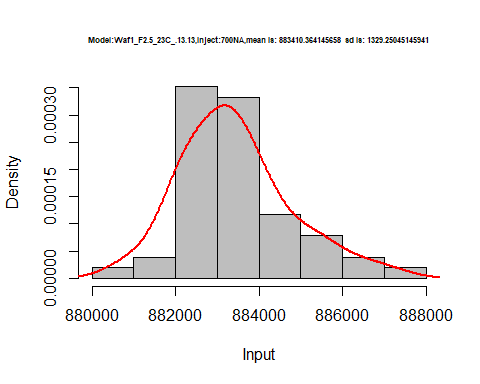 Model:Waf1_F2.5_23C_.13.13,Inject:700NA,mean is: 883410.364145658 sd is: 1329.25045145941
Density
0.00030
0.00015
0.00000
880000 882000 884000 886000 888000
Input